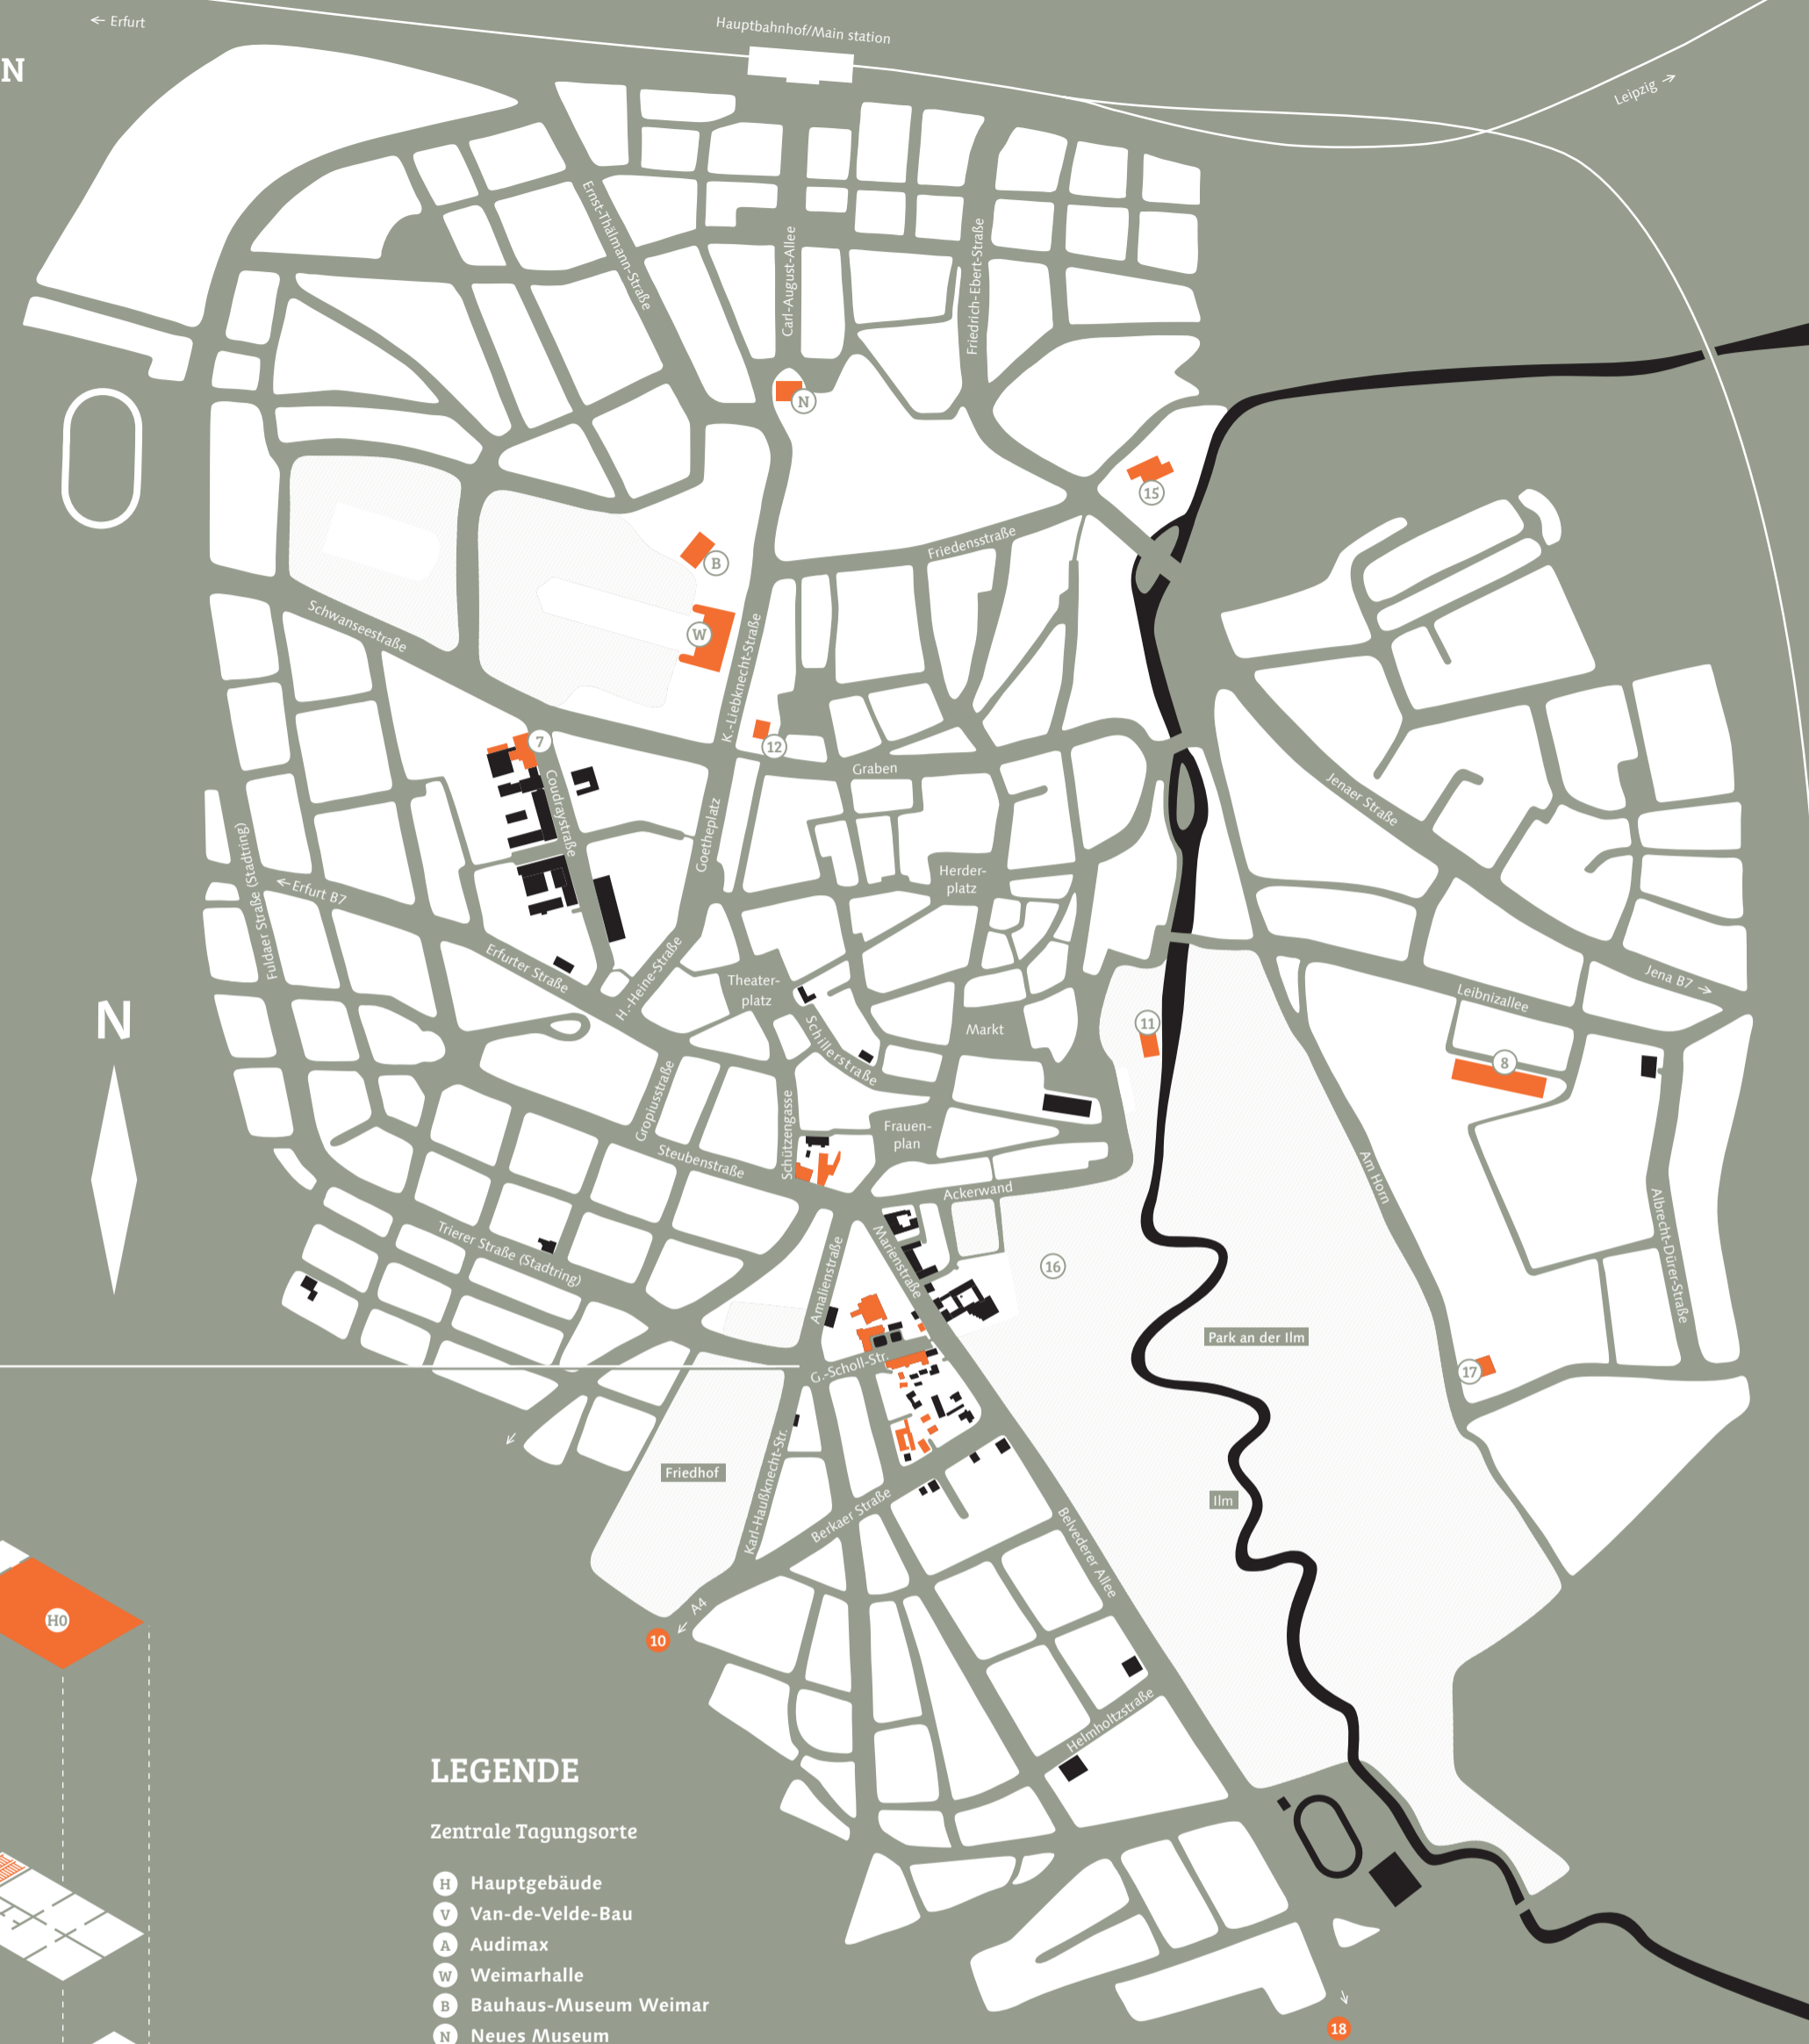 ← Erfurt
Hauptbahnhof/Main station
N
Leipzig →
Ernst-Thälmann-Straße
Carl-August-Allee
Friedrich-Ebert-Straße
N
15
Friedensstraße
B
Schwanseestraße
W
K.-Liebknecht-Straße
7
12
Graben
Jenaer Straße
Coudraystraße
Goetheplatz
Fuldaer Straße (Stadtring)
← Erfurt B7
Herder-
platz
Erfurter Straße
H.-Heine-Straße
Theater-
platz
Jena B7 →
Leibnizallee
N
Schillerstraße
Markt
11
8
Gropiusstraße
Schützengasse
Frauen-
plan
Steubenstraße
Ackerwand
Am Horn
Albrecht-Dürer-Straße
Trierer Straße (Stadtring)
Amalienstraße
Marienstraße
16
Park an der Ilm
G.-Scholl-Str.
17
Friedhof
Karl-Haußknecht-Str.
Ilm
Berkaer Straße
Belvederer Allee
A4
H0
10
Helmholtzstraße
LEGENDE
Zentrale Tagungsorte
H Hauptgebäude
V Van-de-Velde-Bau
A Audimax
W Weimarhalle
B Bauhaus-Museum Weimar
N Neues Museum
18